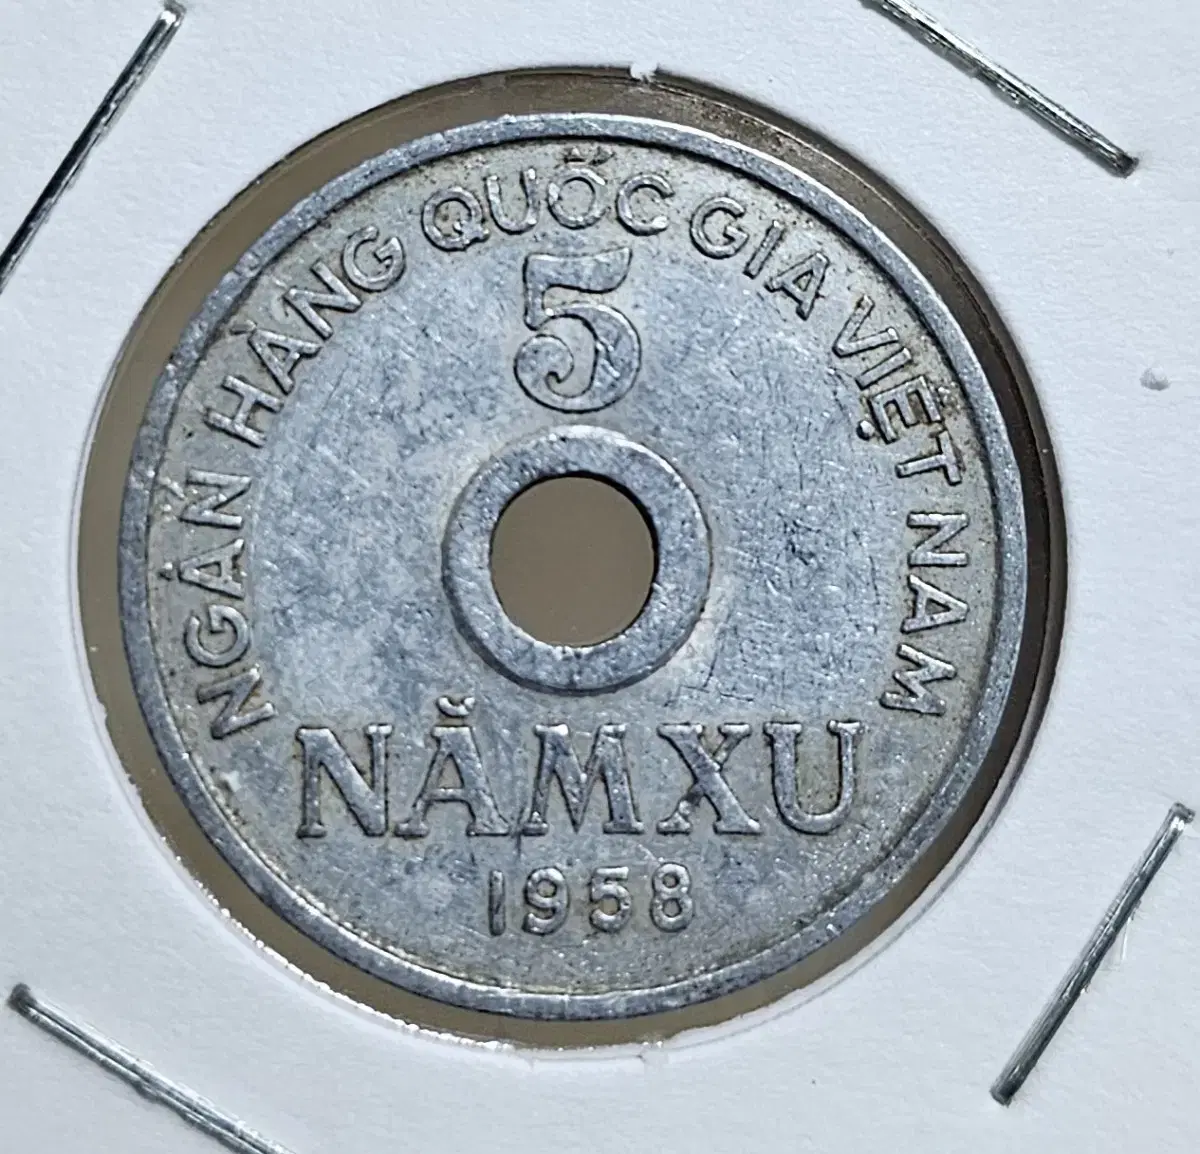 NGÂN HÀNG QUỐC GIA VIỆT NAM
5
NĂM XU
1958